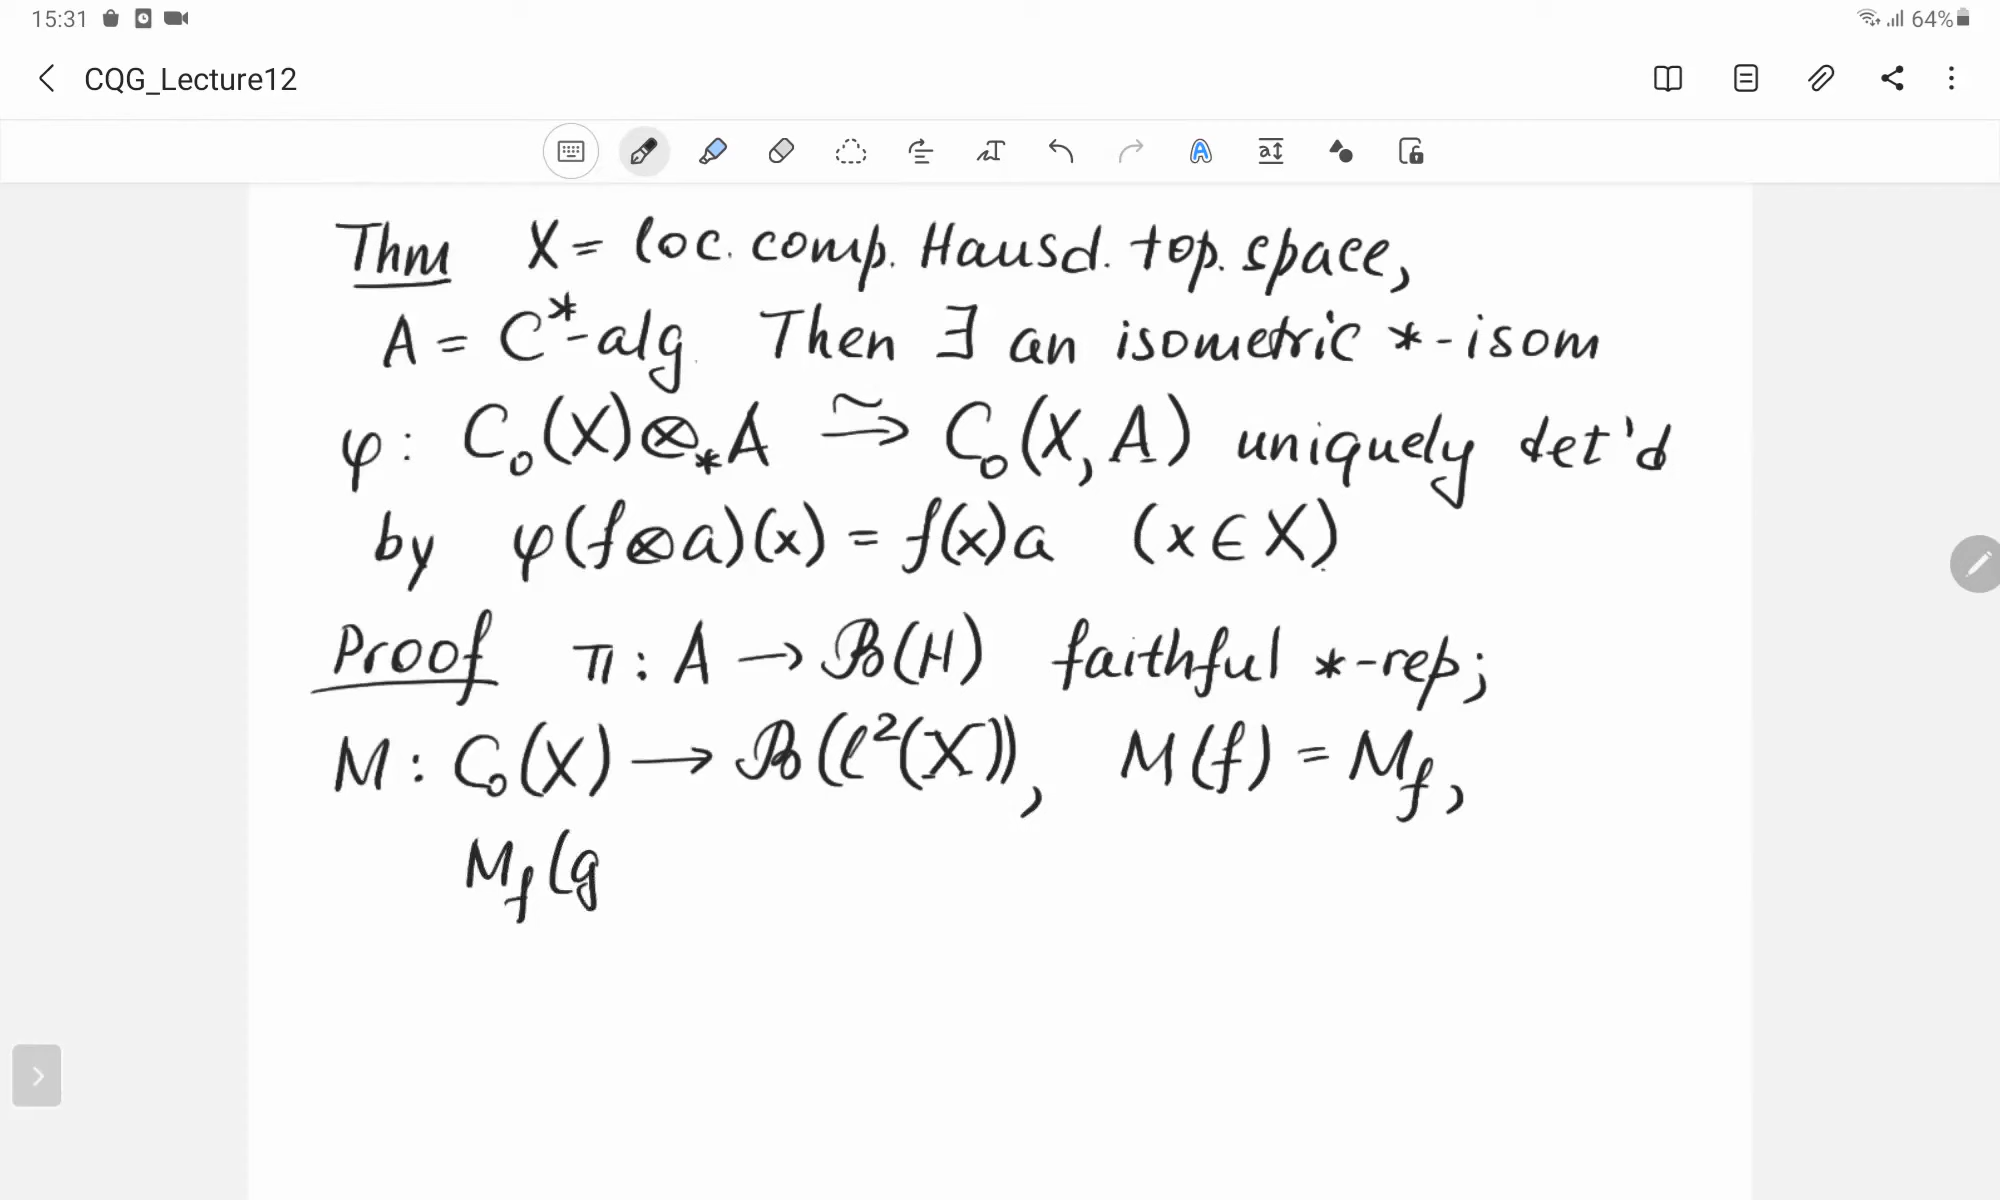 15:31
64%
CQG_Lecture12
Thm X = loc. comp. Hausd. top. space,
A = C*-alg. Then ∃ an isometric *-isom
φ: C₀(X)⊗⁎A ⥲ C₀(X, A) uniquely det'd
by φ(f⊗a)(x) = f(x)a (x∈X)
Proof π: A → B(H) faithful *-rep;
M: C₀(X) → B(ℓ²(X)), M(f) = M_f,
M_f(g